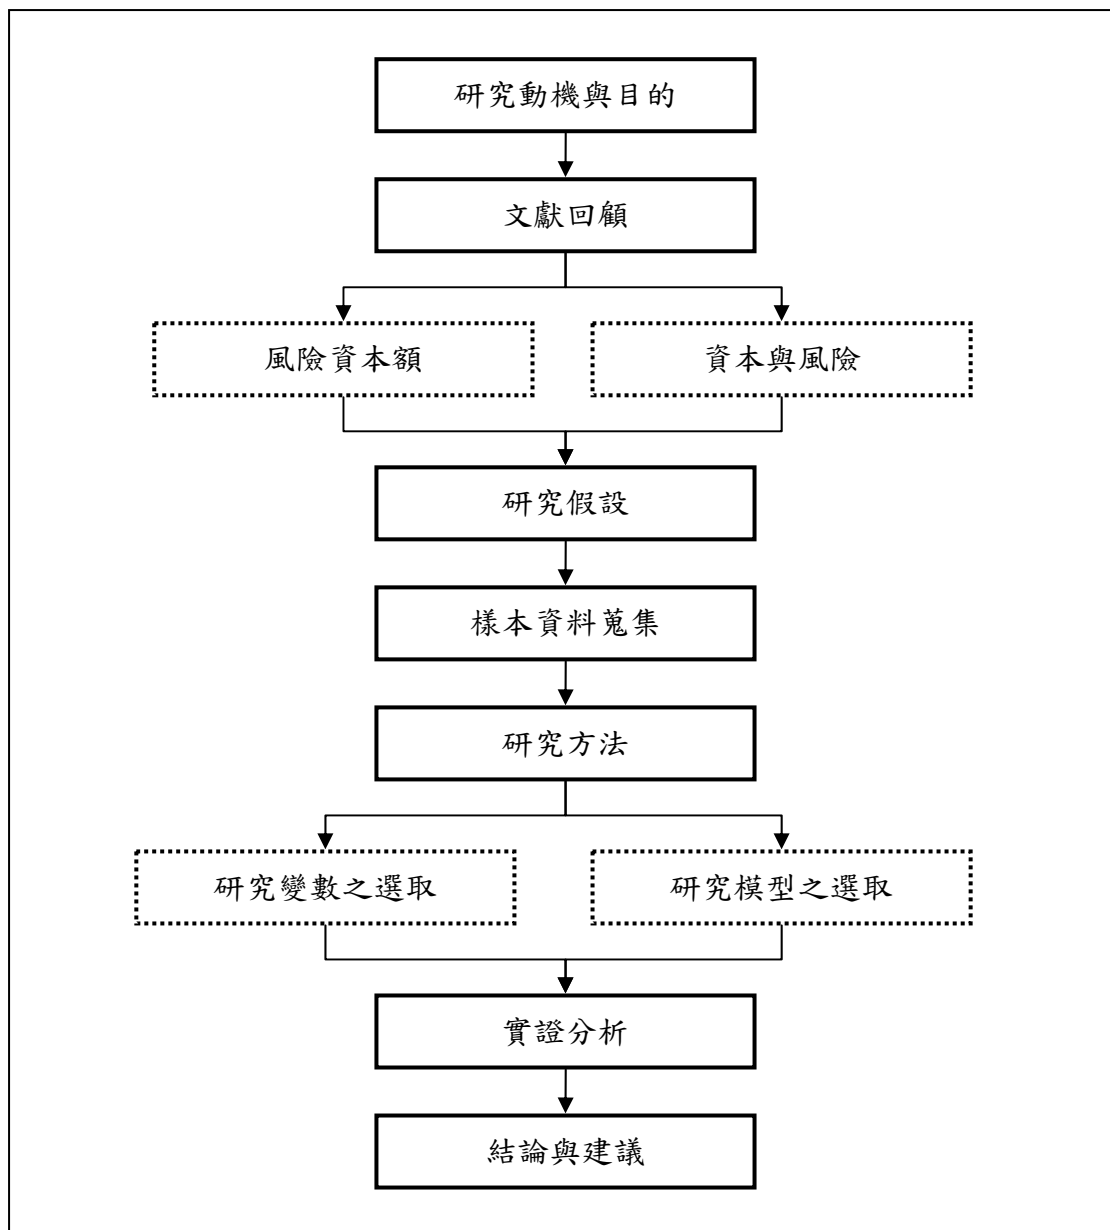 研究動機與目的
文獻回顧
風險資本額
資本與風險
研究假設
樣本資料蒐集
研究方法
研究變數之選取
研究模型之選取
實證分析
結論與建議